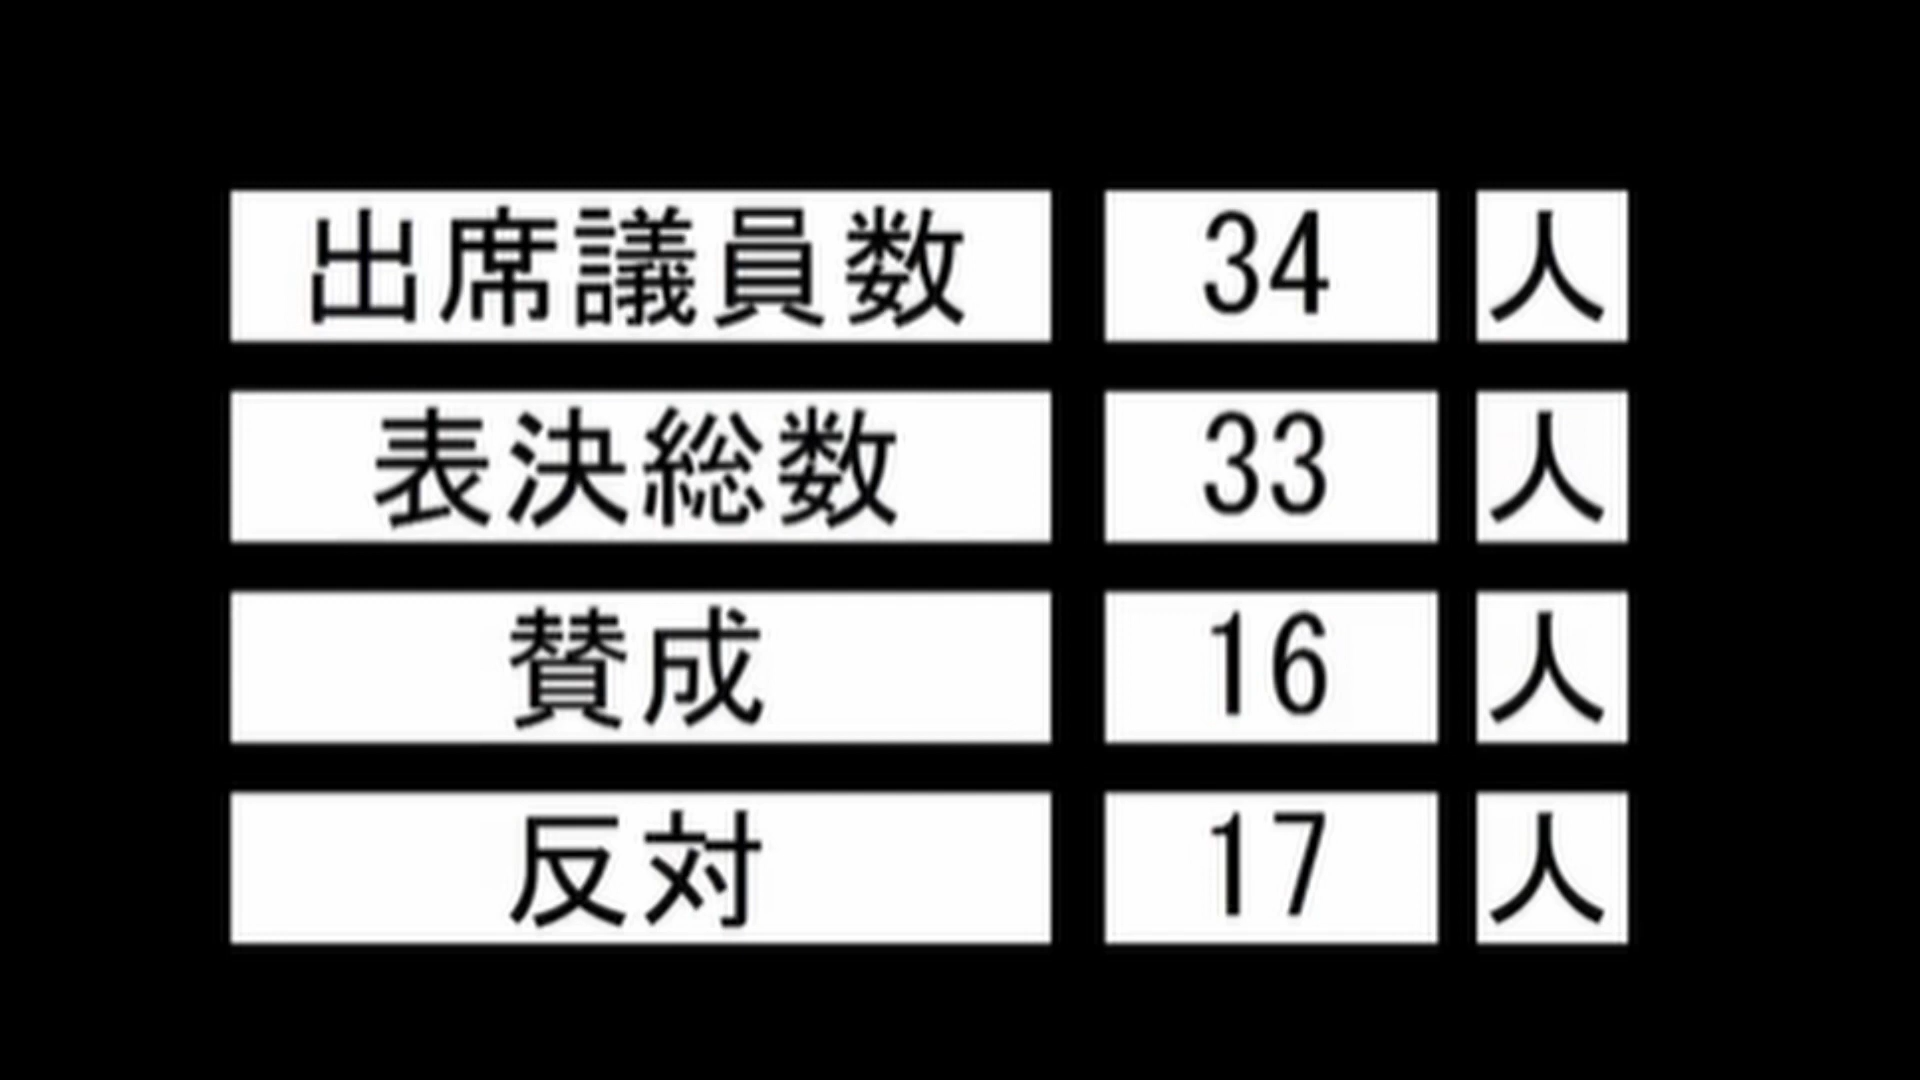 出席議員数 34 人
表決総数 33 人
賛成 16 人
反対 17 人